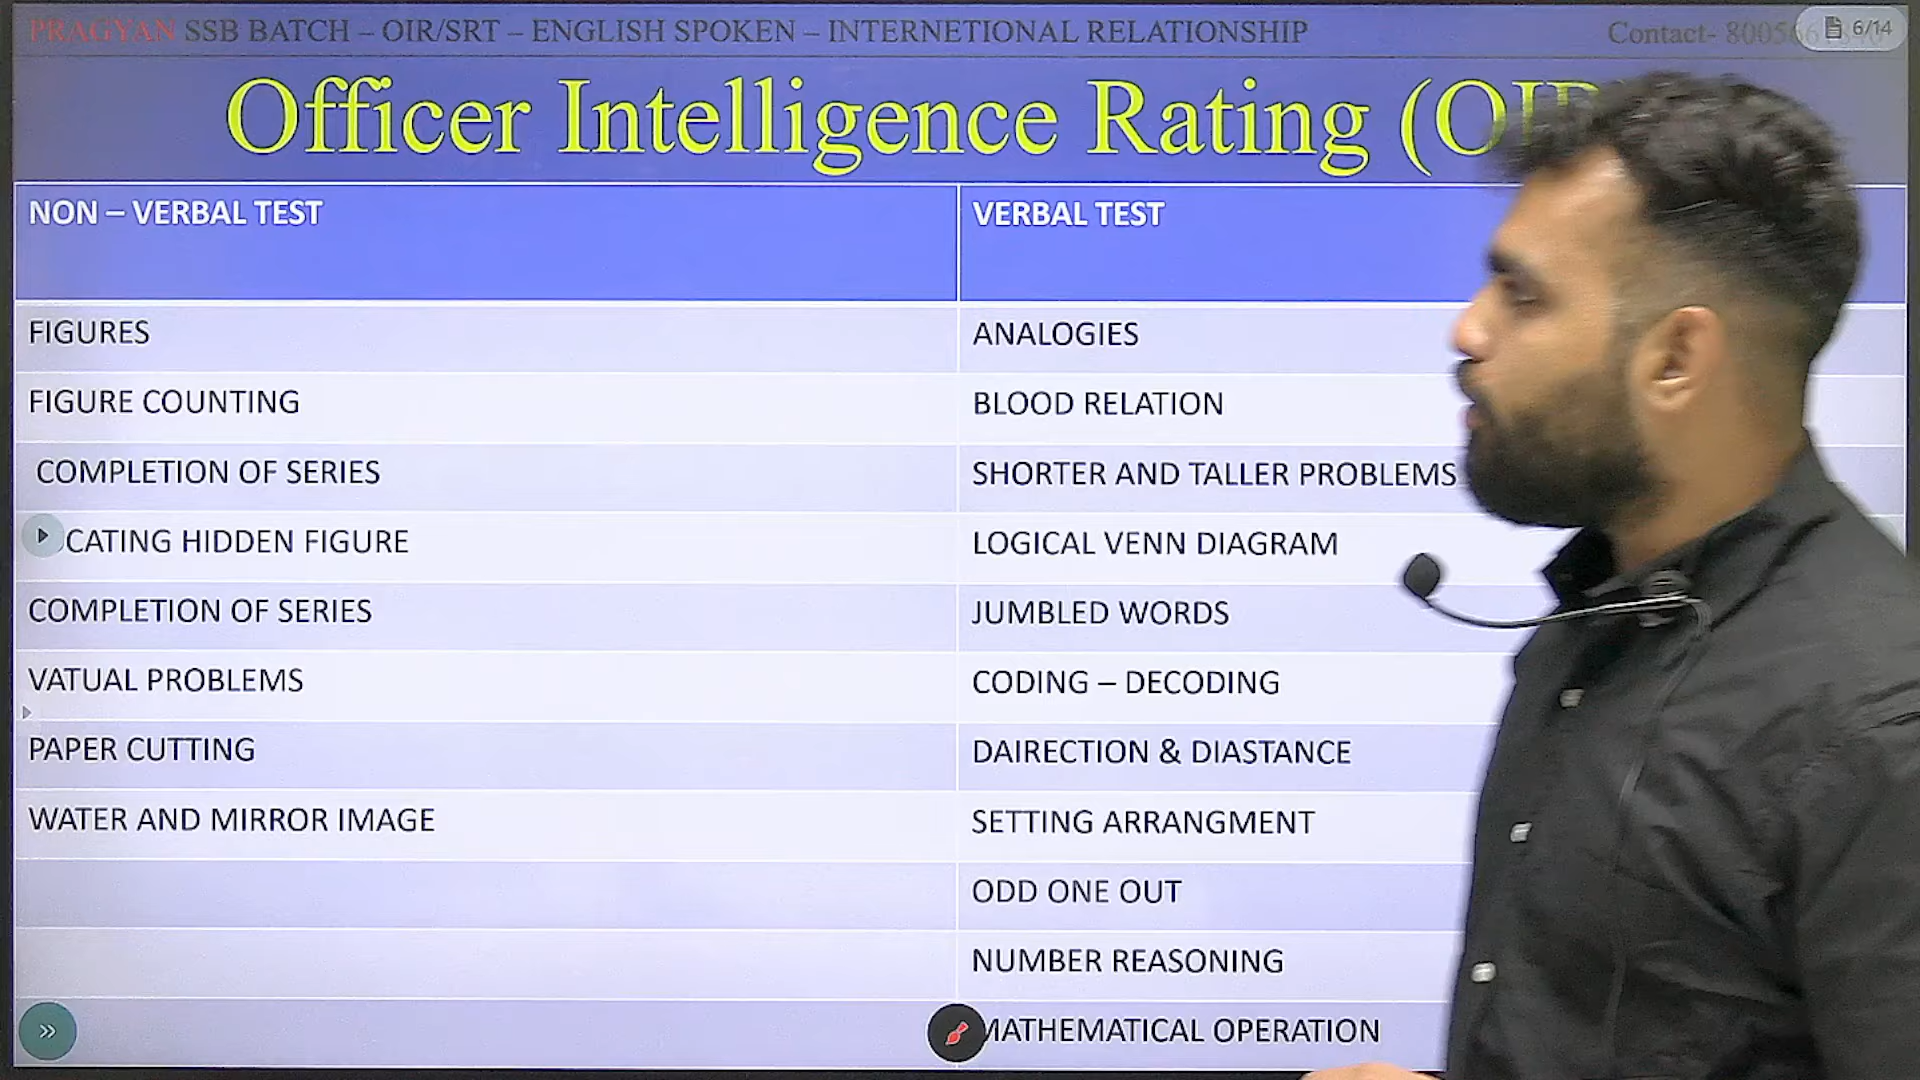 PRAGYAN SSB BATCH – OIR/SRT – ENGLISH SPOKEN – INTERNETIONAL RELATIONSHIP
Contact-
6/14
Officer Intelligence Rating (OIR
NON – VERBAL TEST
VERBAL TEST
FIGURES
ANALOGIES
FIGURE COUNTING
BLOOD RELATION
COMPLETION OF SERIES
SHORTER AND TALLER PROBLEMS
CATING HIDDEN FIGURE
LOGICAL VENN DIAGRAM
COMPLETION OF SERIES
JUMBLED WORDS
VATUAL PROBLEMS
CODING – DECODING
PAPER CUTTING
DAIRECTION & DIASTANCE
WATER AND MIRROR IMAGE
SETTING ARRANGMENT
ODD ONE OUT
NUMBER REASONING
MATHEMATICAL OPERATION